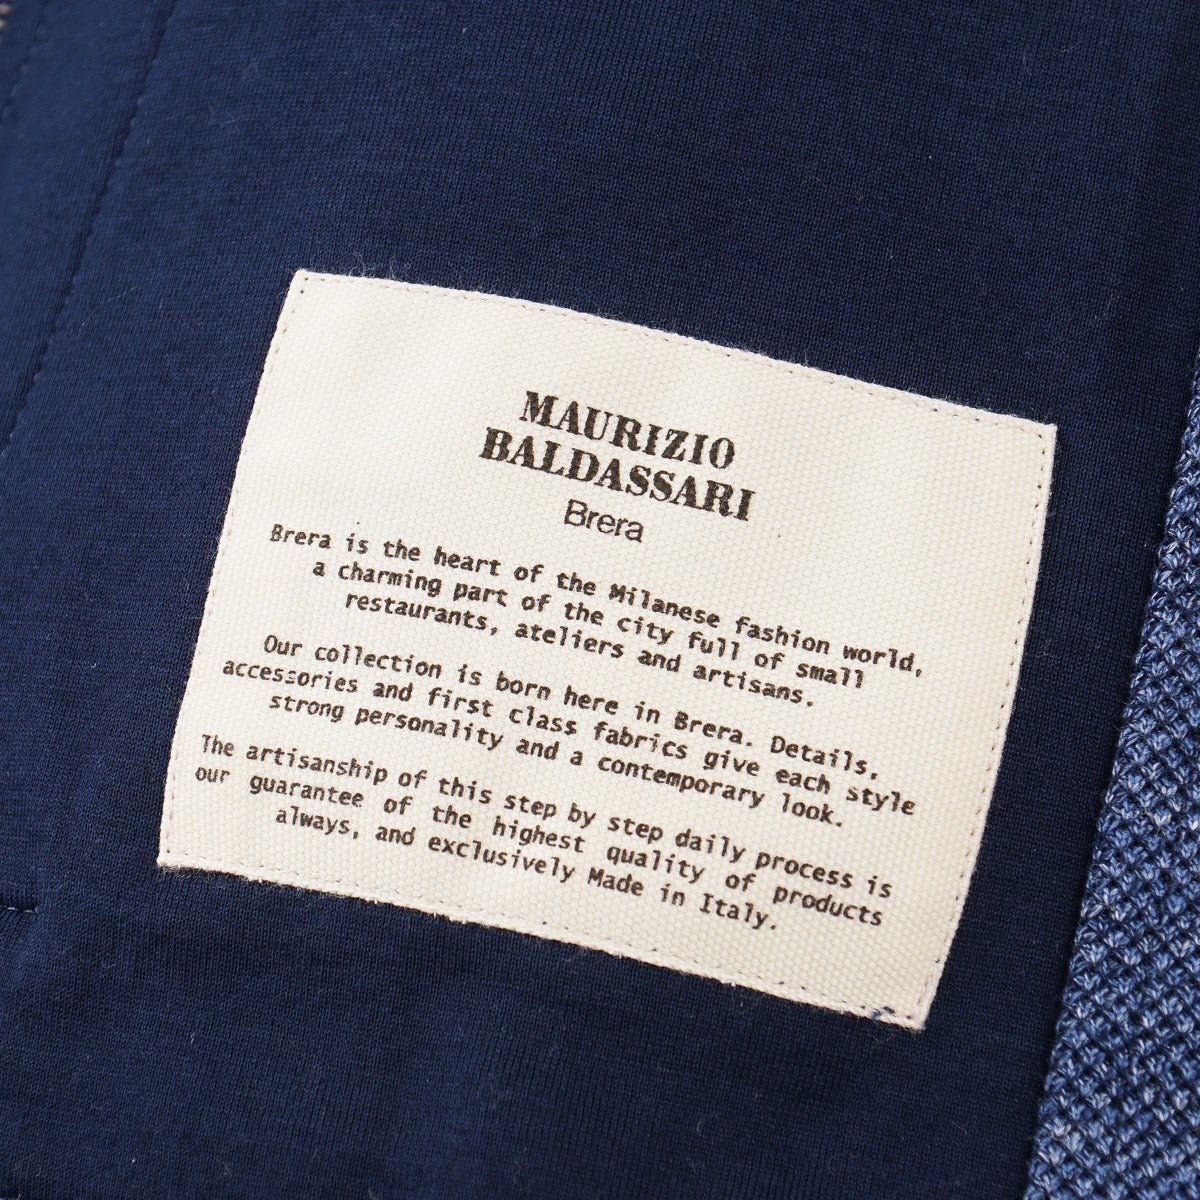 MAURIZIO
BALDASSARI
Brera
Brera is the heart of the Milanese fashion world,
a charming part of the city full of small
restaurants, ateliers and artisans.
Our collection is born here in Brera. Details,
accessories and first class fabrics give each style
strong personality and a contemporary look.
The artisanship of this step by step daily process is
our guarantee of the highest quality of products
always, and exclusively Made in Italy.